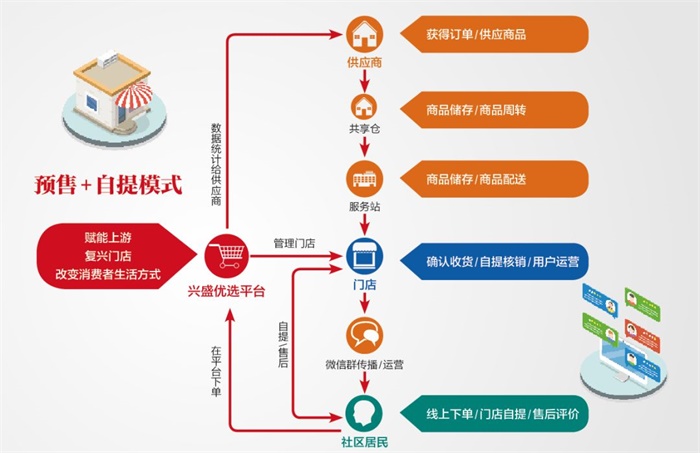 获得订单/供应商品
供应商
商品储存/商品周转
共享仓
数据统计给供应商
预售+自提模式
商品储存/商品配送
服务站
赋能上游
复兴门店
改变消费者生活方式
管理门店
兴盛优选平台
确认收货/自提核销/用户运营
门店
自提/售后
在平台下单
微信群传播/运营
线上下单/门店自提/售后评价
社区居民